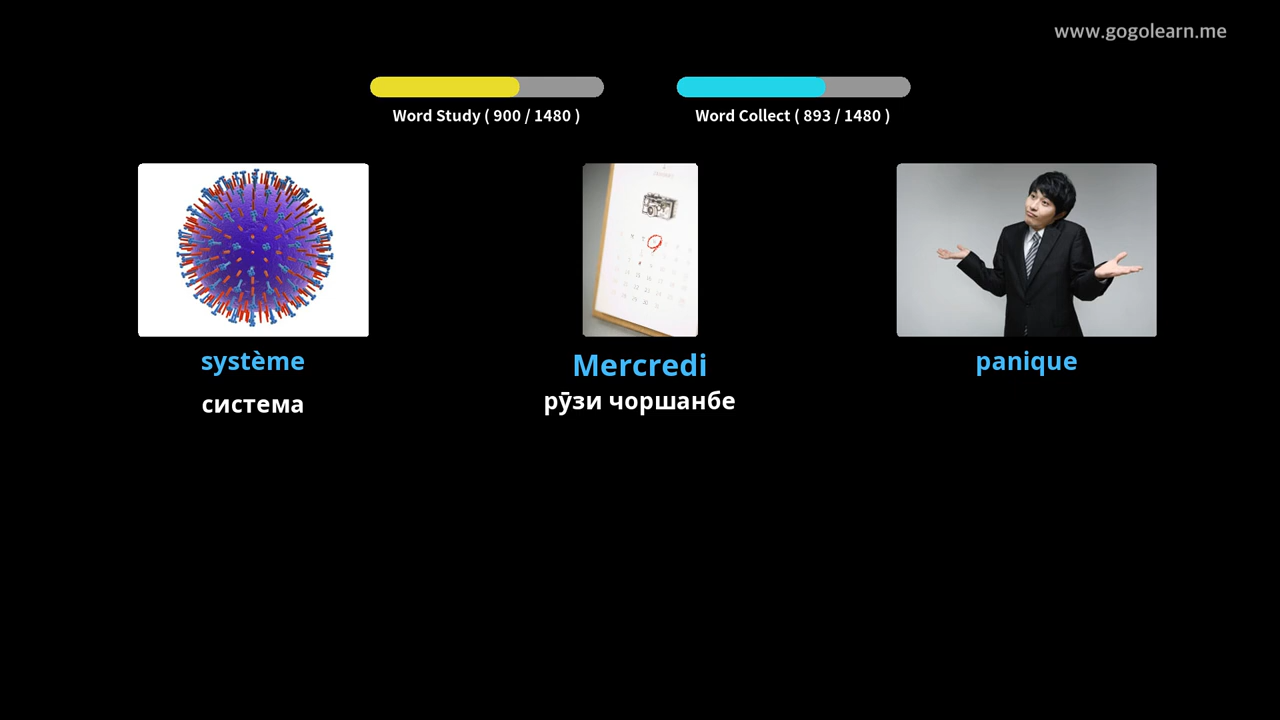 www.gogolearn.me
Word Study ( 900 / 1480 )
Word Collect ( 893 / 1480 )
système
Mercredi
panique
система
рӯзи чоршанбе